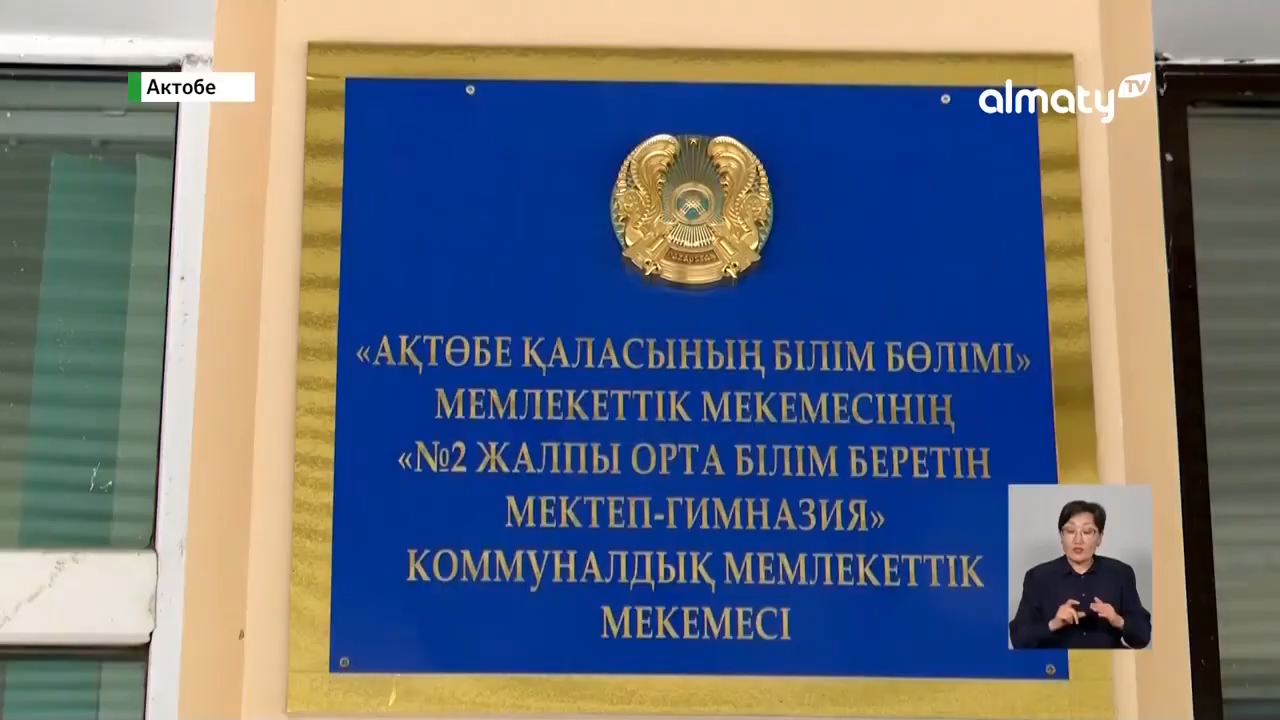 Актобе
almaty TV
«АҚТӨБЕ ҚАЛАСЫНЫҢ БІЛІМ БӨЛІМІ»
МЕМЛЕКЕТТІК МЕКЕМЕСІНІҢ
«№2 ЖАЛПЫ ОРТА БІЛІМ БЕРЕТІН
МЕКТЕП-ГИМНАЗИЯ»
КОММУНАЛДЫҚ МЕМЛЕКЕТТІК
МЕКЕМЕСІ